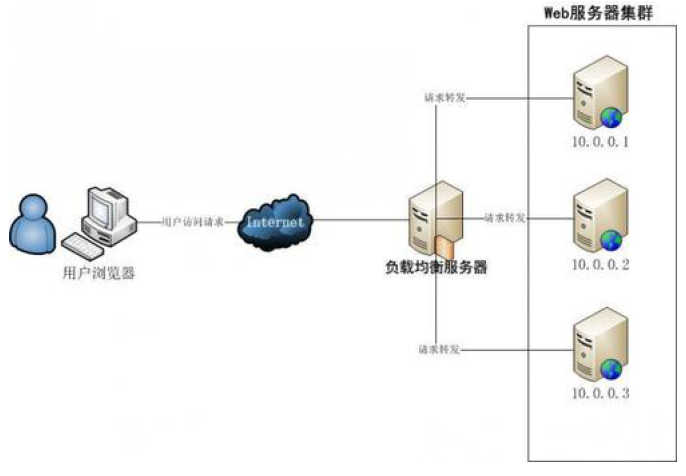 Web服务器集群
请求转发
10.0.0.1
用户访问请求
Internet
请求转发
用户浏览器
负载均衡服务器
10.0.0.2
请求转发
10.0.0.3